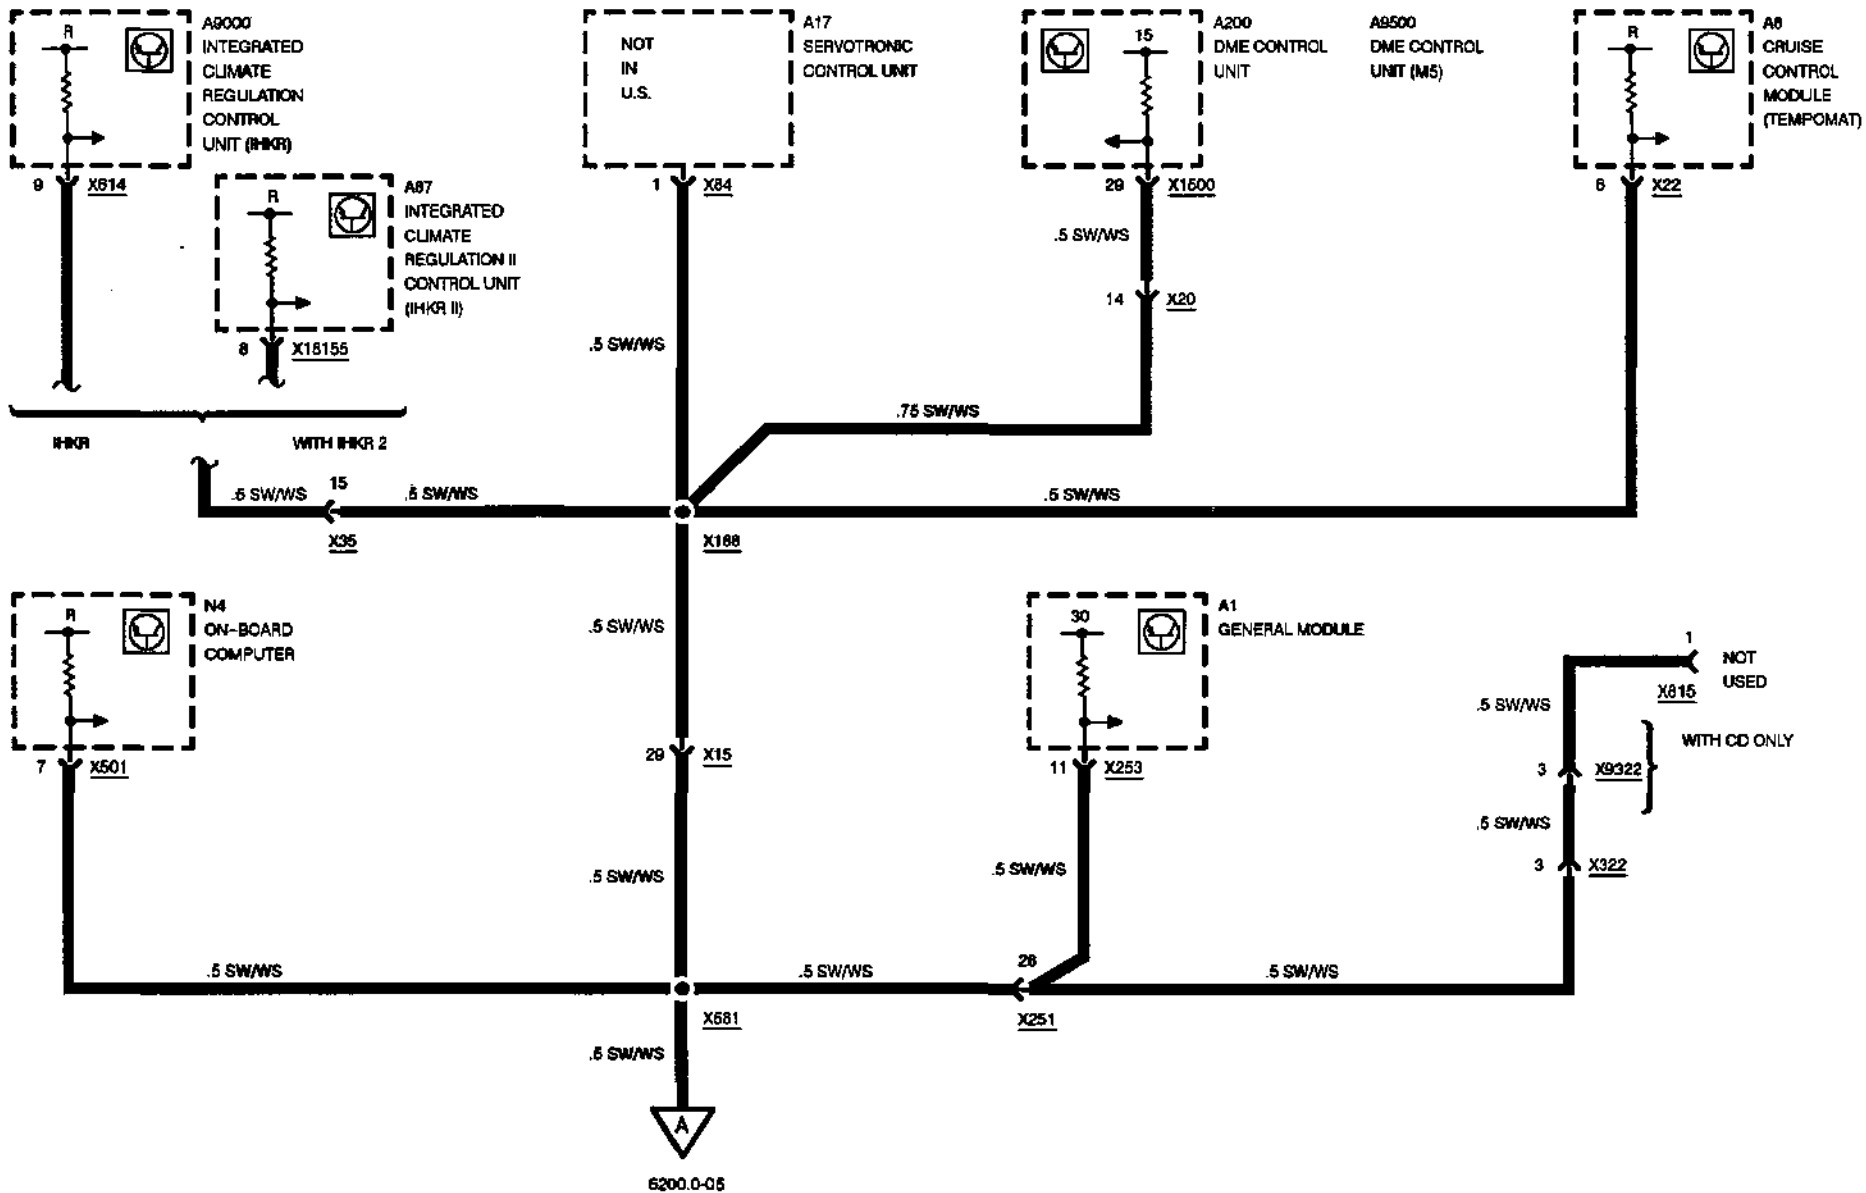 A9000
INTEGRATED
CLIMATE
REGULATION
CONTROL
UNIT (IHKR)
R
9
X614
A87
INTEGRATED
CLIMATE
REGULATION II
CONTROL UNIT
(IHKR II)
R
8
X18155
IHKR
WITH IHKR 2
A17
SERVOTRONIC
CONTROL UNIT
NOT
IN
U.S.
1
X84
.5 SW/WS
A200
DME CONTROL
UNIT
15
29
X1500
.5 SW/WS
14
X20
.75 SW/WS
A9500
DME CONTROL
UNIT (M5)
A8
CRUISE
CONTROL
MODULE
(TEMPOMAT)
R
6
X22
.5 SW/WS
15
.5 SW/WS
.5 SW/WS
X35
X188
N4
ON-BOARD
COMPUTER
R
7
X501
.5 SW/WS
.5 SW/WS
29
X15
.5 SW/WS
A1
GENERAL MODULE
30
11
X253
.5 SW/WS
1
NOT
USED
X815
.5 SW/WS
WITH CD ONLY
3
X9322
.5 SW/WS
3
X322
.5 SW/WS
26
.5 SW/WS
X581
X251
.5 SW/WS
A
6200.0-05